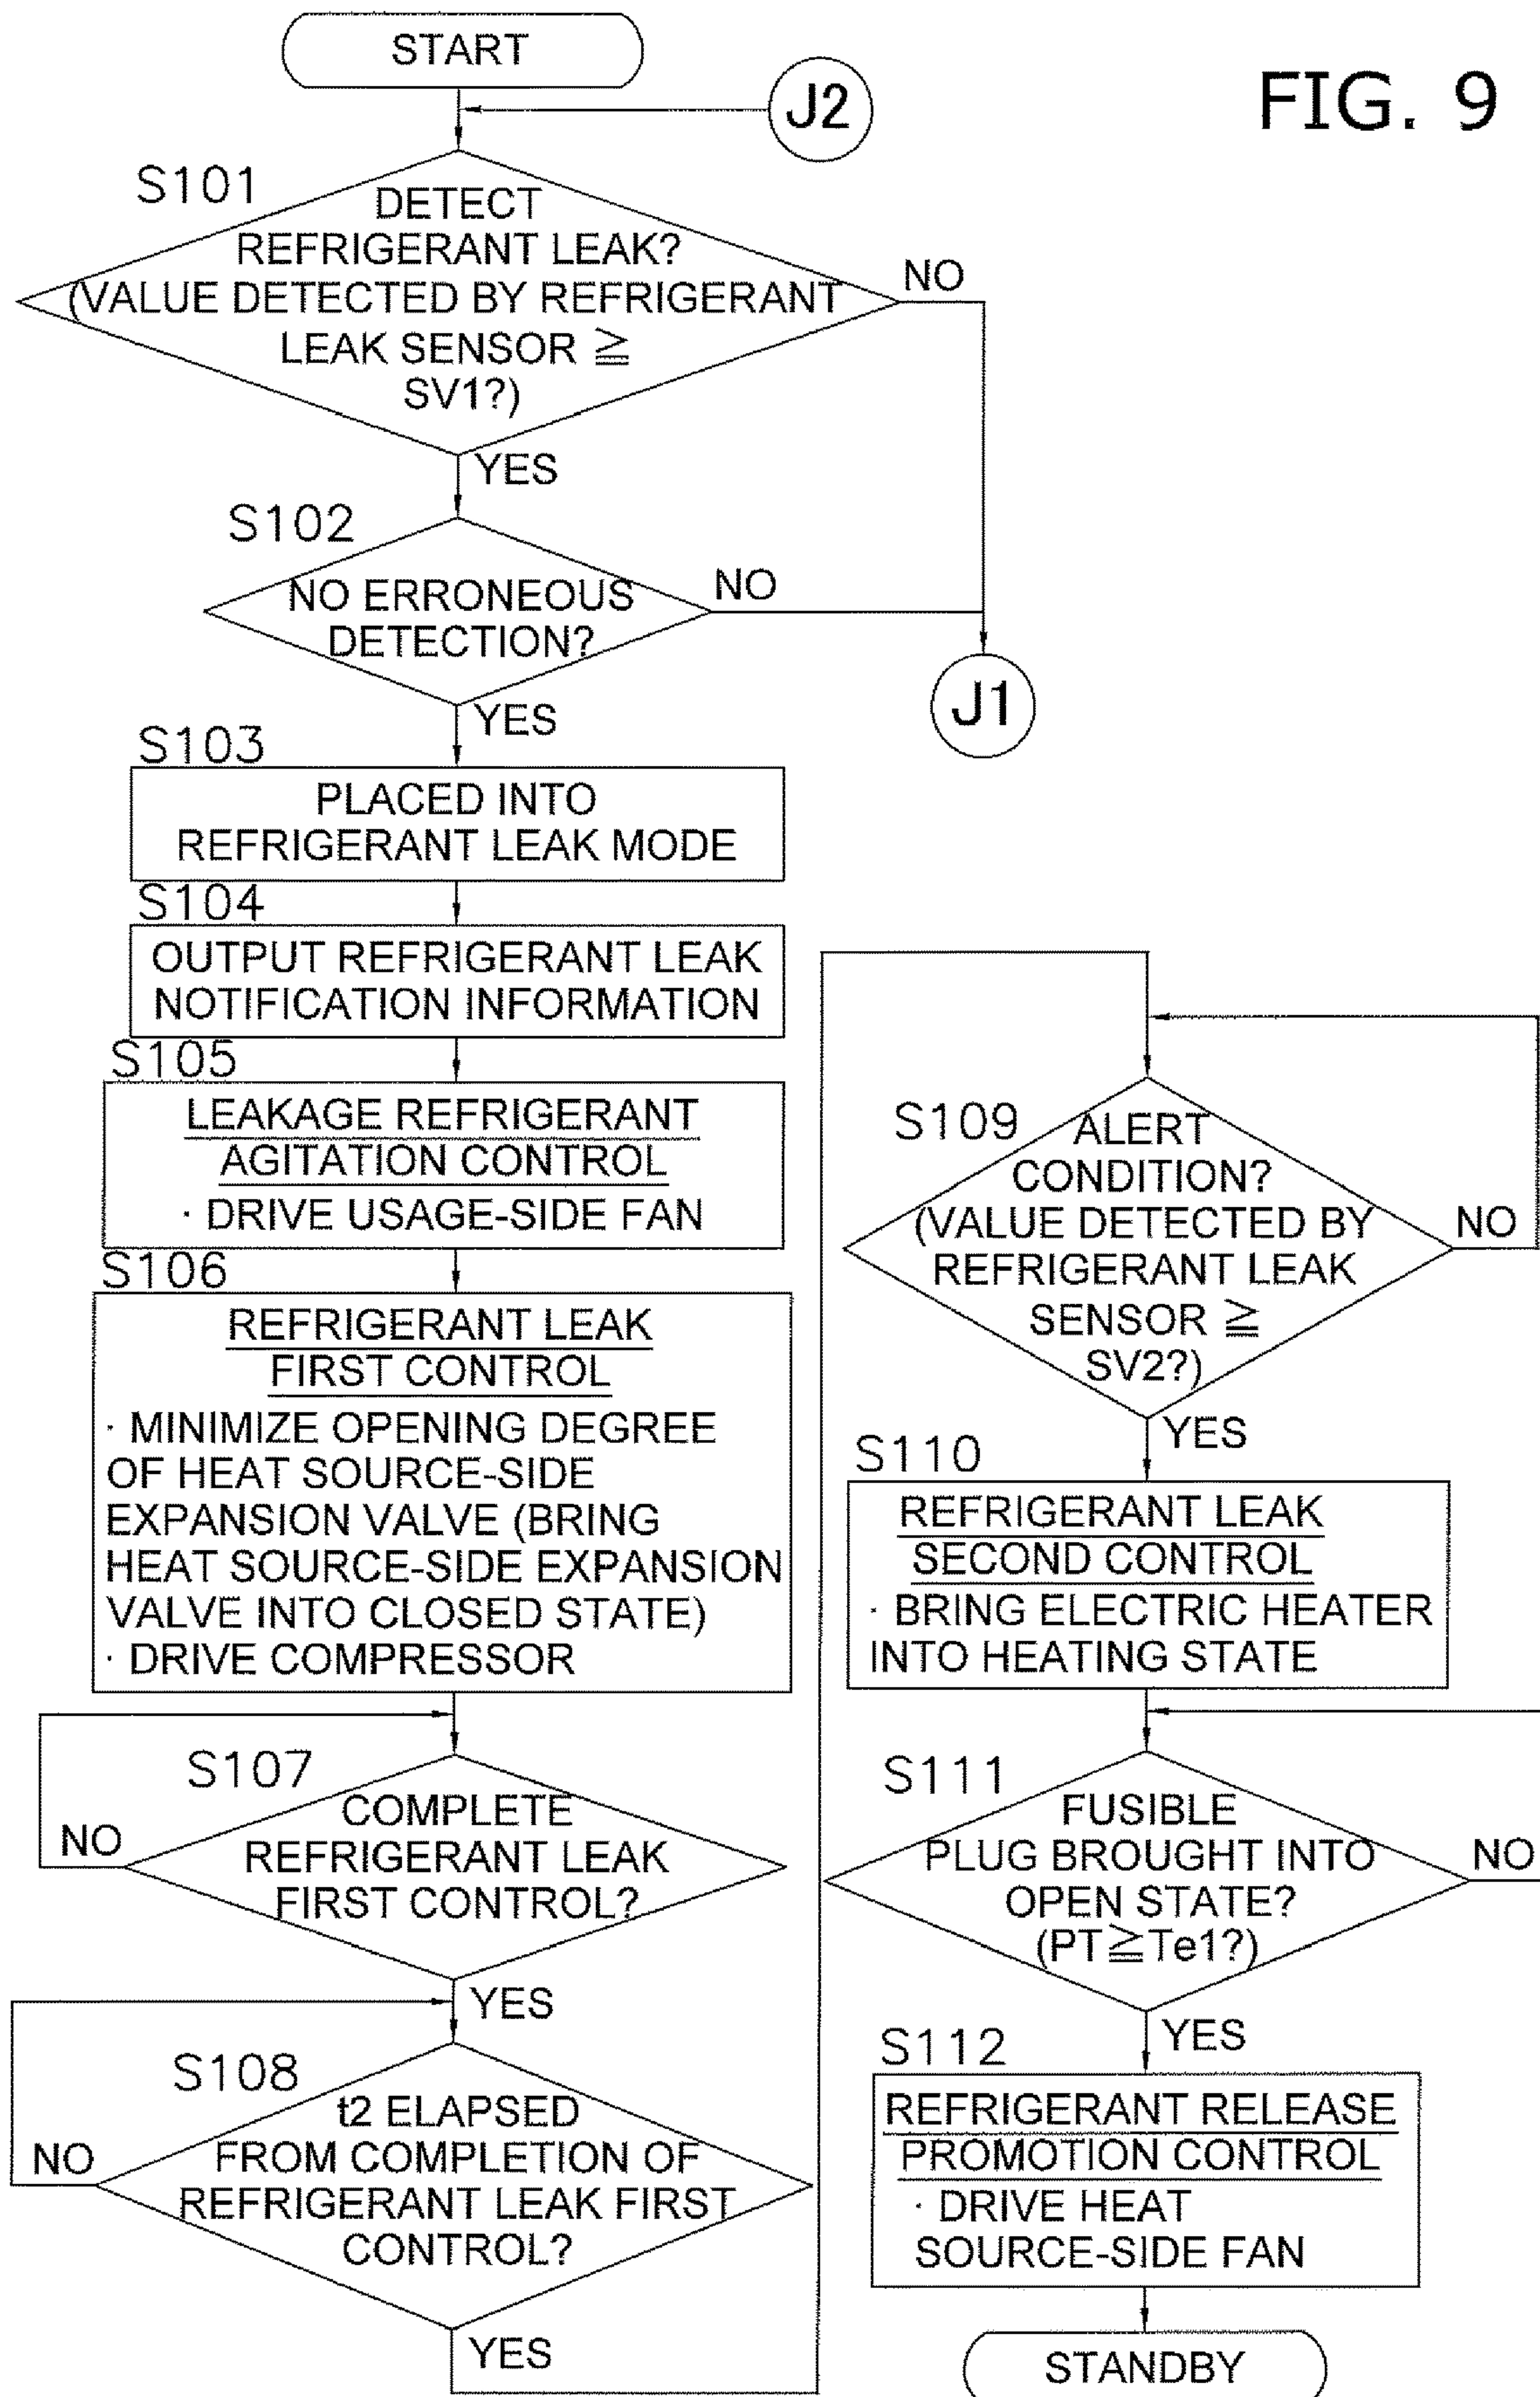 FIG. 9
START
J2
S101
DETECT
REFRIGERANT LEAK?
(VALUE DETECTED BY REFRIGERANT
LEAK SENSOR ≧
SV1?)
NO
YES
S102
NO ERRONEOUS
DETECTION?
NO
J1
YES
S103
PLACED INTO
REFRIGERANT LEAK MODE
S104
OUTPUT REFRIGERANT LEAK
NOTIFICATION INFORMATION
S105
LEAKAGE REFRIGERANT
AGITATION CONTROL
· DRIVE USAGE-SIDE FAN
S106
REFRIGERANT LEAK
FIRST CONTROL
· MINIMIZE OPENING DEGREE
OF HEAT SOURCE-SIDE
EXPANSION VALVE (BRING
HEAT SOURCE-SIDE EXPANSION
VALVE INTO CLOSED STATE)
· DRIVE COMPRESSOR
S107
COMPLETE
REFRIGERANT LEAK
FIRST CONTROL?
NO
YES
S108
t2 ELAPSED
FROM COMPLETION OF
REFRIGERANT LEAK FIRST
CONTROL?
NO
YES
S109
ALERT
CONDITION?
(VALUE DETECTED BY
REFRIGERANT LEAK
SENSOR ≧
SV2?)
NO
YES
S110
REFRIGERANT LEAK
SECOND CONTROL
· BRING ELECTRIC HEATER
INTO HEATING STATE
S111
FUSIBLE
PLUG BROUGHT INTO
OPEN STATE?
(PT≧Te1?)
NO
YES
S112
REFRIGERANT RELEASE
PROMOTION CONTROL
· DRIVE HEAT
SOURCE-SIDE FAN
STANDBY